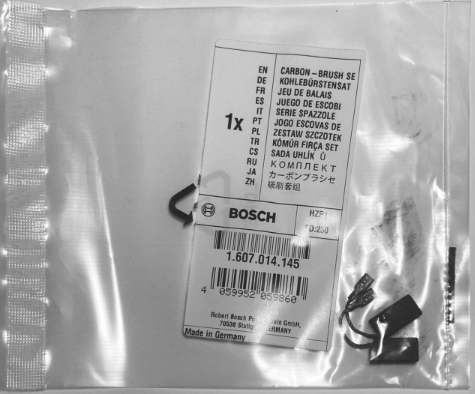 EN CARBON-BRUSH SE
DE KOHLEBÜRSTENSAT
FR JEU DE BALAIS
ES JUEGO DE ESCOBI
IT SERIE SPAZZOLE
PT JOGO ESCOVAS DE
PL ZESTAW SZCZOTEK
TR KÖMÜR FIRÇA SET
CS SADA UHLÍK Ů
RU КОМПЛЕКТ
JA カーボンブラシセ
ZH 碳刷套组
1x
BOSCH
1.607.014.145
4 059952 059860
Robert Bosch GmbH,
70538 GERMANY
Made in Germany